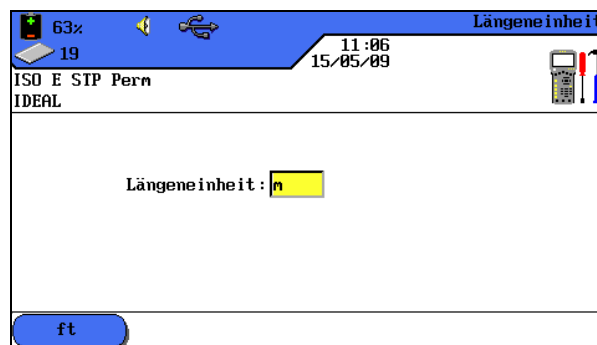 63%
Längeneinheit
19
11:06
15/05/09
ISO E STP Perm
IDEAL
Längeneinheit: m
ft